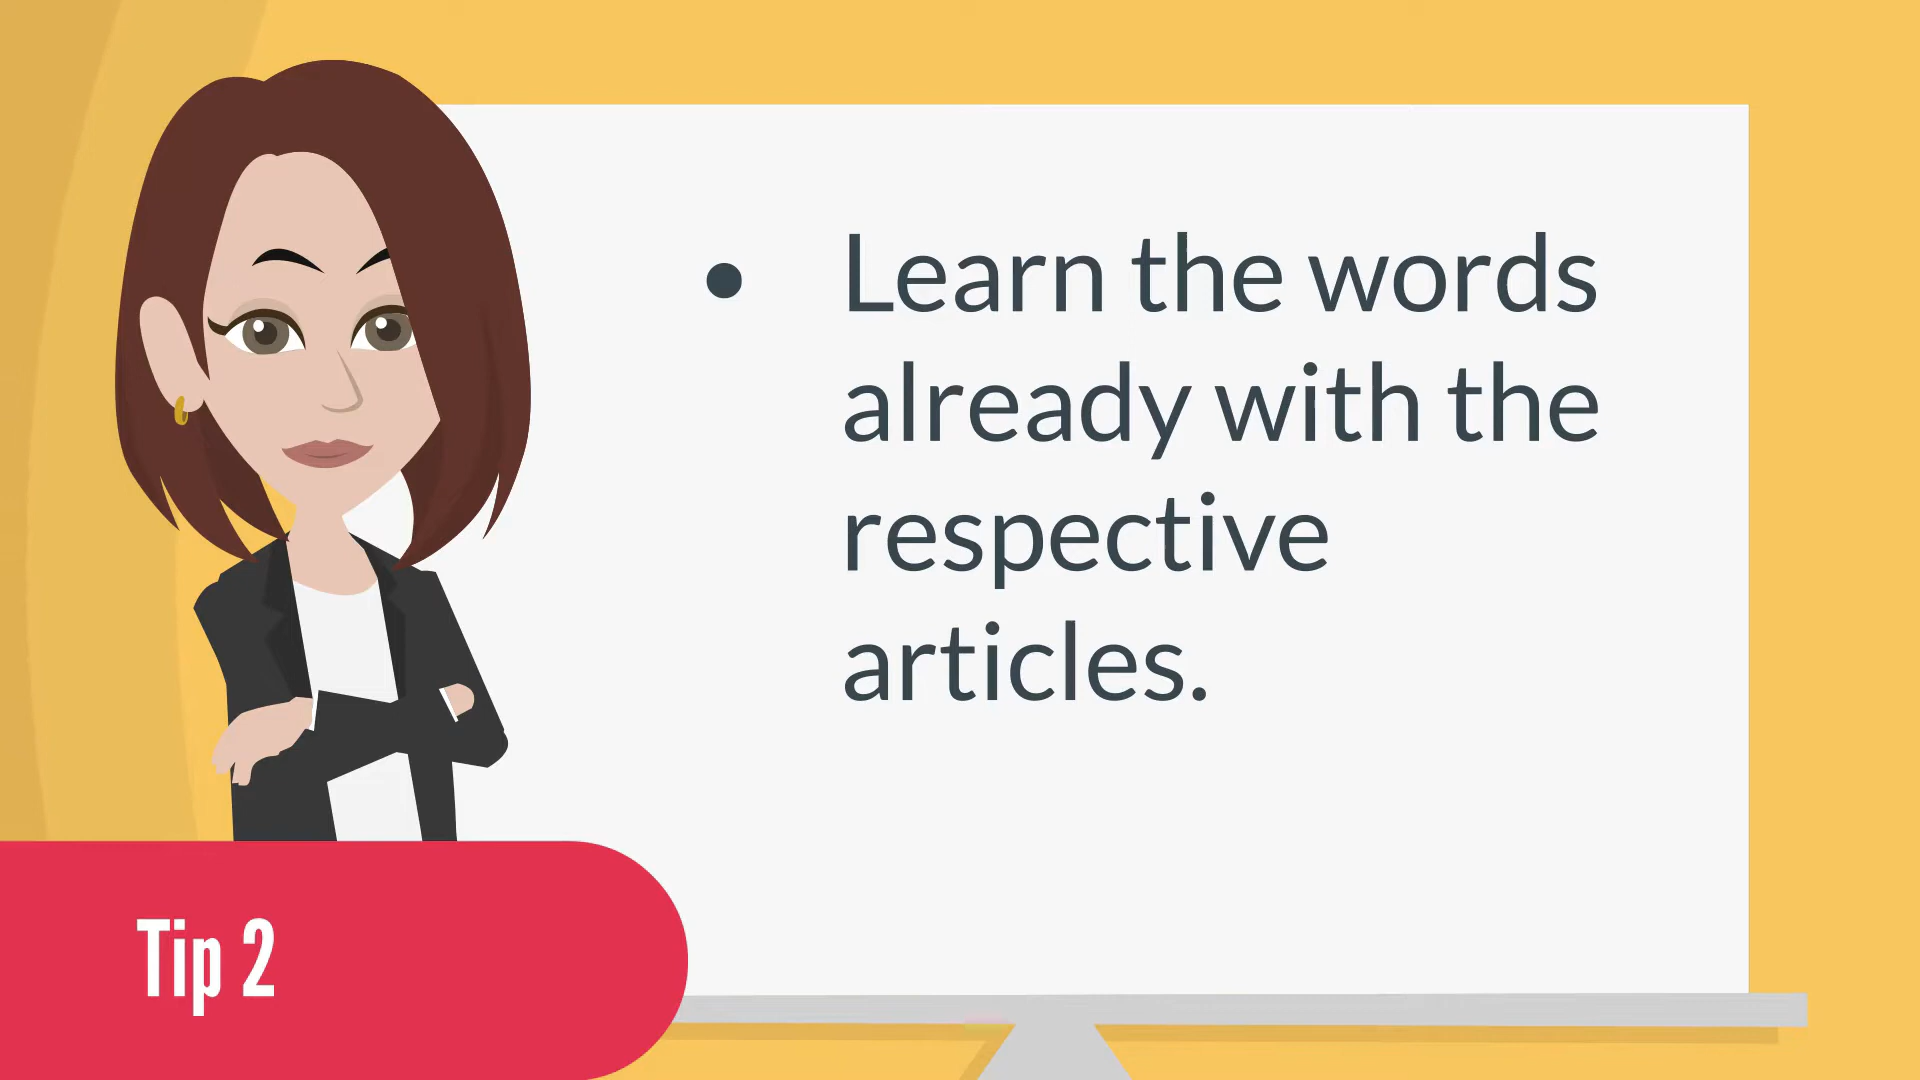 • Learn the words
already with the
respective
articles.
Tip 2